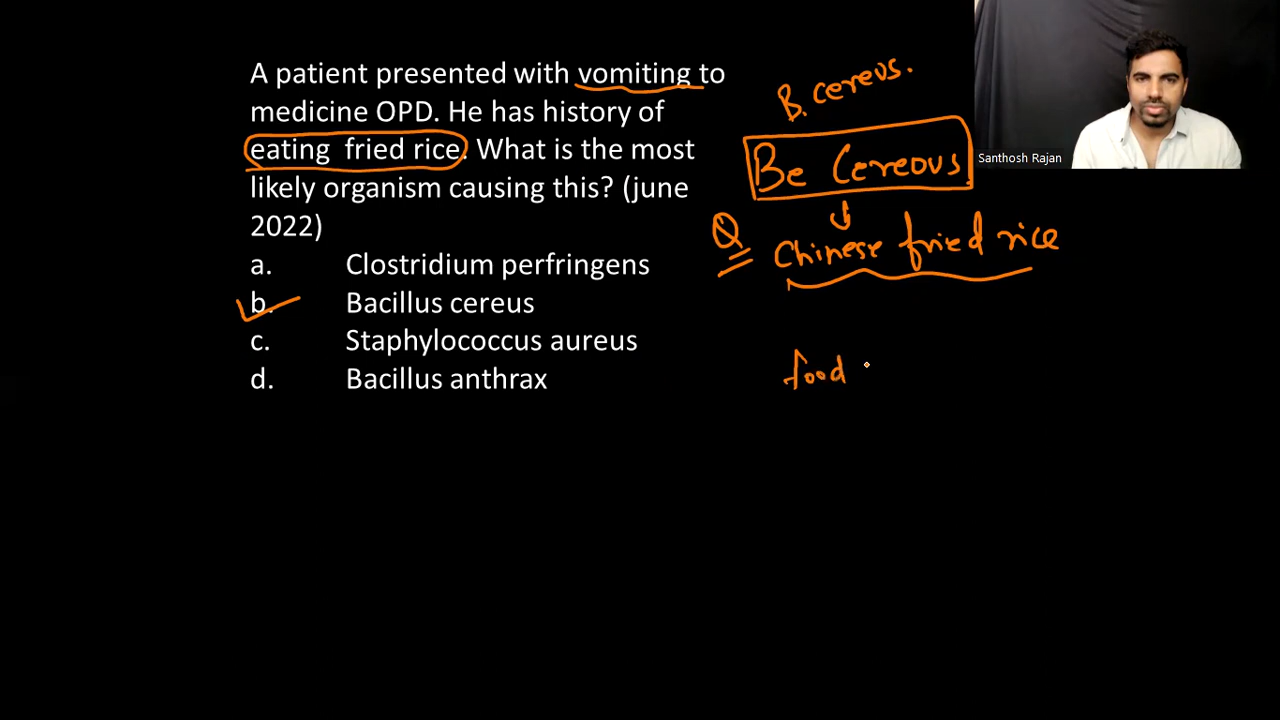 A patient presented with vomiting to
medicine OPD. He has history of
eating fried rice. What is the most
likely organism causing this? (june
2022)
a. Clostridium perfringens
b. Bacillus cereus
c. Staphylococcus aureus
d. Bacillus anthrax
B. cereus.
Be Cereous
Q Chinese fried rice
food
Santhosh Rajan